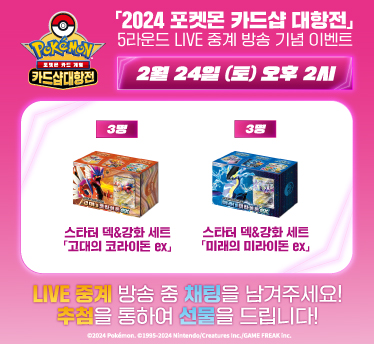 「2024 포켓몬 카드샵 대항전」
5라운드 LIVE 중계 방송 기념 이벤트
Pokémon
포켓몬 카드 게임
카드샵대항전
2월 24일 (토) 오후 2시
3명
3명
스타터 덱&강화 세트
「고대의 코라이돈 ex」
스타터 덱&강화 세트
「미래의 미라이돈 ex」
LIVE 중계 방송 중 채팅을 남겨주세요!
추첨을 통하여 선물을 드립니다!
©2024 Pokémon. ©1995-2024 Nintendo/Creatures Inc./GAME FREAK Inc.